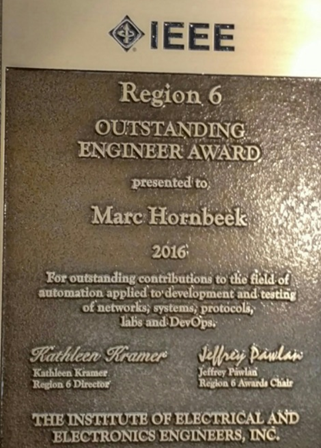 IEEE
Region 6
OUTSTANDING
ENGINEER AWARD
presented to
Marc Hornbeek
2016
For outstanding contributions to the field of
automation applied to development and testing
of networks, systems, protocols,
labs and DevOps.
Kathleen Kramer Jeffrey Pawlan
Kathleen Kramer Jeffrey Pawlan
Region 6 Director Region 6 Awards Chair
THE INSTITUTE OF ELECTRICAL AND
ELECTRONICS ENGINEERS, INC.